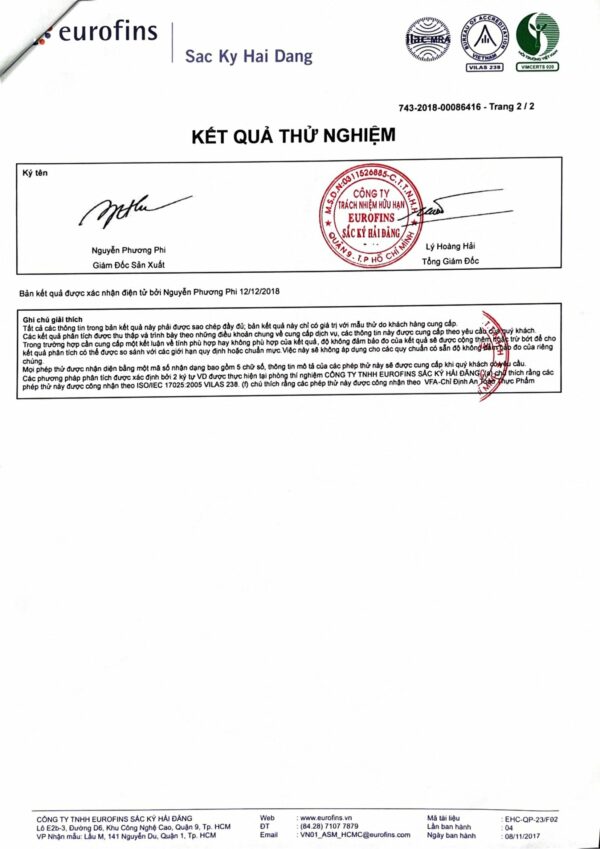 eurofins
Sac Ky Hai Dang
ilac-MRA
BUREAU OF ACCREDITATION
VIETNAM
VILAS 238
MÔI TRƯỜNG VIỆT NAM
VIMCERTS 020
743-2018-00086416 - Trang 2 / 2
KẾT QUẢ THỬ NGHIỆM
Ký tên
M.S.D.N:0311526885-C.T.T.N.H.H
CÔNG TY
TRÁCH NHIỆM HỮU HẠN
EUROFINS
SẮC KÝ HẢI ĐĂNG
QUẬN 9 - T.P HỒ CHÍ MINH
Nguyễn Phương Phi
Giám Đốc Sản Xuất
Lý Hoàng Hải
Tổng Giám Đốc
Bản kết quả được xác nhận điện tử bởi Nguyễn Phương Phi 12/12/2018
Ghi chú giải thích
Tất cả các thông tin trong bản kết quả này phải được sao chép đầy đủ; bản kết quả này chỉ có giá trị với mẫu thử do khách hàng cung cấp.
Các kết quả phân tích được thu thập và trình bày theo những điều khoản chung về cung cấp dịch vụ, các thông tin này được cung cấp theo yêu cầu của quý khách.
Trong trường hợp cần cung cấp một kết luận về tính phù hợp hay không phù hợp của kết quả, độ không đảm bảo đo của kết quả sẽ được cộng thêm hoặc trừ bớt để cho
kết quả phân tích có thể được so sánh với các giới hạn quy định hoặc chuẩn mực. Việc này sẽ không áp dụng cho các quy chuẩn có sẵn độ không đảm bảo đo của riêng
chúng.
Mọi phép thử được nhận diện bằng một mã số nhận dạng bao gồm 5 chữ số, thông tin mô tả của các phép thử này sẽ được cung cấp khi quý khách có yêu cầu.
Các phương pháp phân tích được xác định bởi 2 ký tự VD được thực hiện tại phòng thí nghiệm CÔNG TY TNHH EUROFINS SẮC KÝ HẢI ĐĂNG. (a) chú thích rằng các
phép thử này được công nhận theo ISO/IEC 17025:2005 VILAS 238. (f) chú thích rằng các phép thử này được công nhận theo VFA-Chỉ Định An Toàn Thực Phẩm
CÔNG TY TNHH EUROFINS SẮC KÝ HẢI ĐĂNG
Lô E2b-3, Đường D6, Khu Công Nghệ Cao, Quận 9, Tp. HCM
VP Nhận mẫu: Lầu M, 141 Nguyễn Du, Quận 1, Tp. HCM
Web : www.eurofins.vn
ĐT : (84.28) 7107 7879
Email : VN01_ASM_HCMC@eurofins.com
Mã tài liệu : EHC-QP-23/F02
Lần ban hành : 04
Ngày ban hành : 08/11/2017